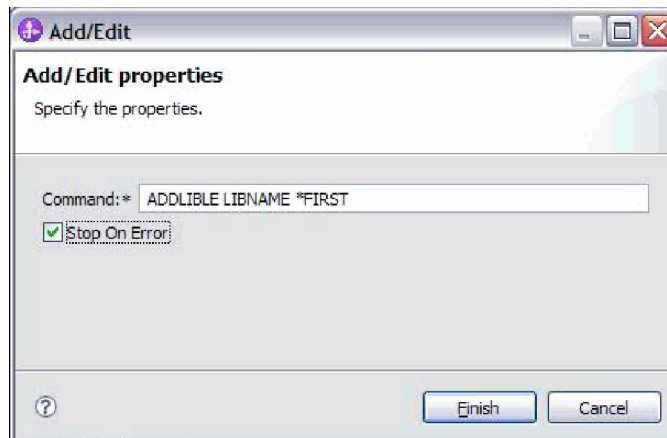 Add/Edit
Add/Edit properties
Specify the properties.
Command:* ADDLIBLE LIBNAME *FIRST
Stop On Error
?
Finish Cancel